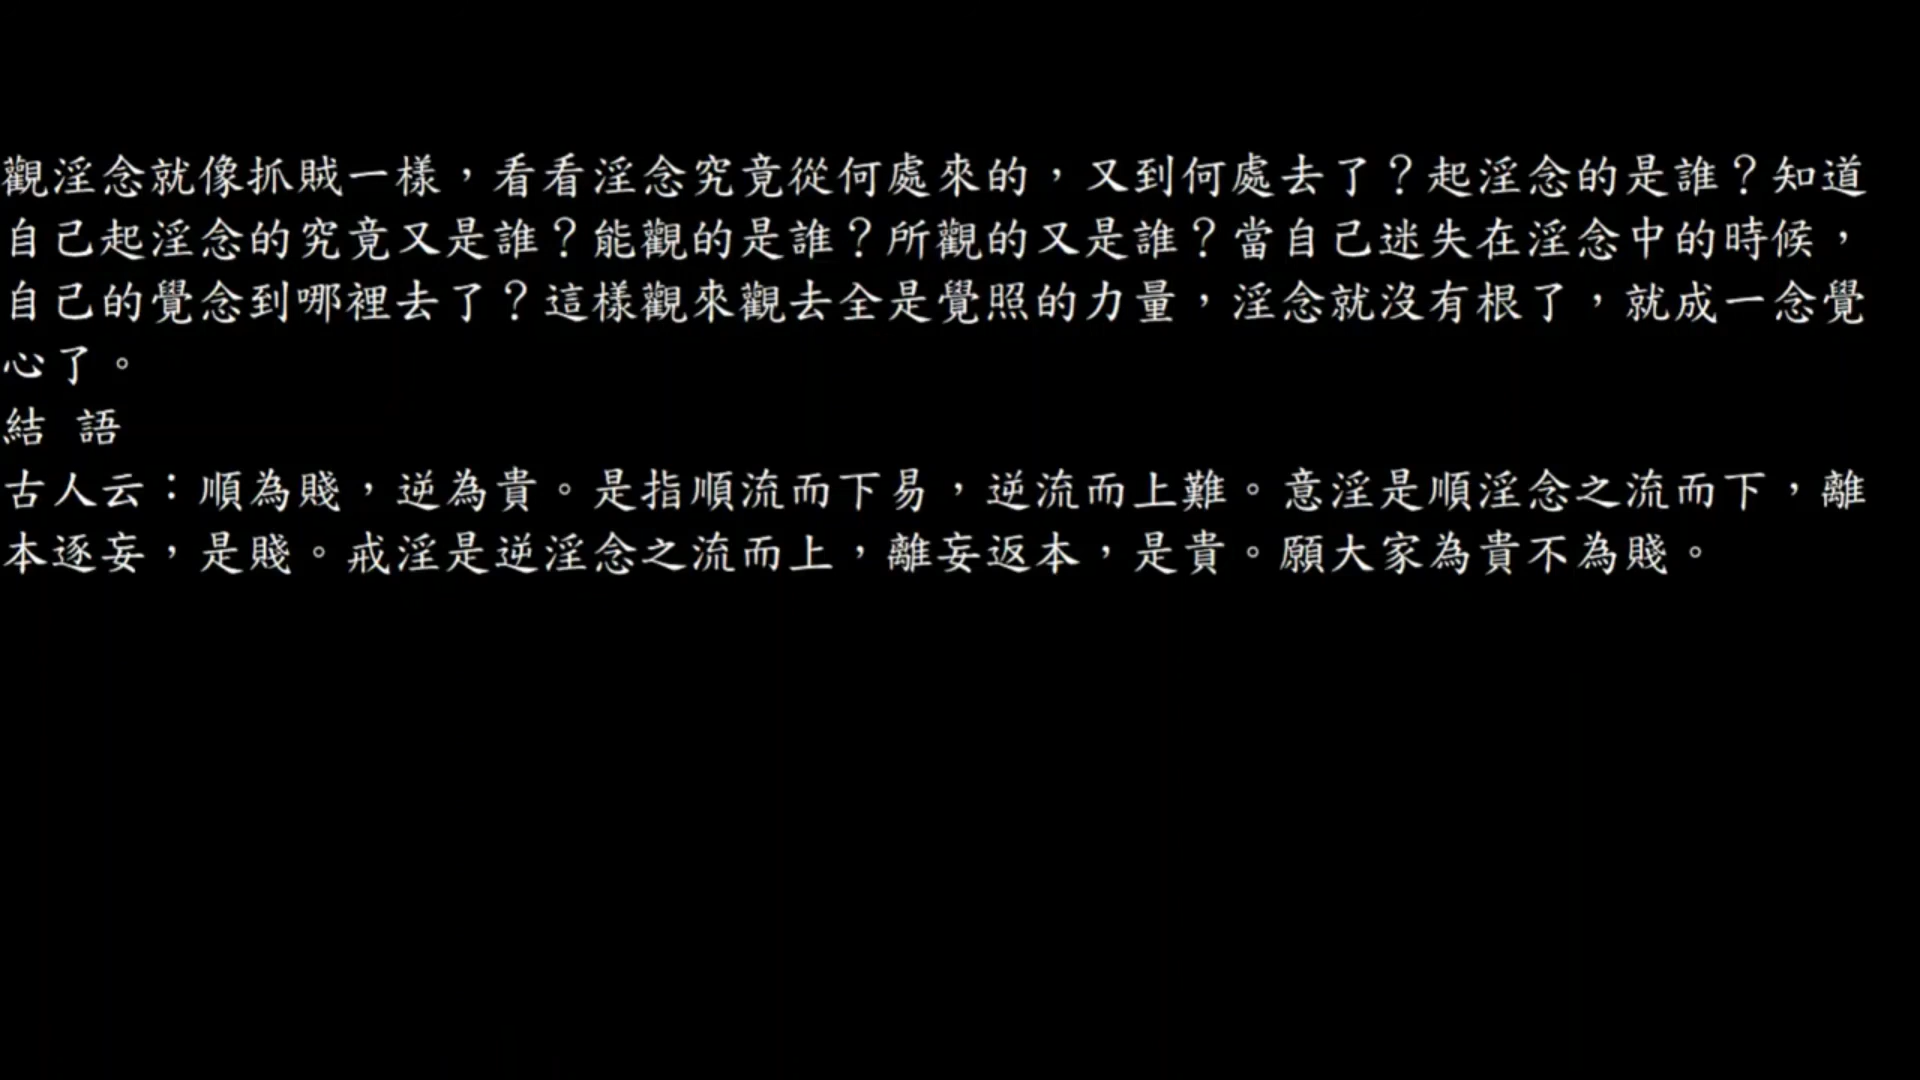 觀淫念就像抓賊一樣，看看淫念究竟從何處來的，又到何處去了？起淫念的是誰？知道
自己起淫念的究竟又是誰？能觀的是誰？所觀的又是誰？當自己迷失在淫念中的時候，
自己的覺念到哪裡去了？這樣觀來觀去全是覺照的力量，淫念就沒有根了，就成一念覺
心了。
結 語
古人云：順為賤，逆為貴。是指順流而下易，逆流而上難。意淫是順淫念之流而下，離
本逐妄，是賤。戒淫是逆淫念之流而上，離妄返本，是貴。願大家為貴不為賤。